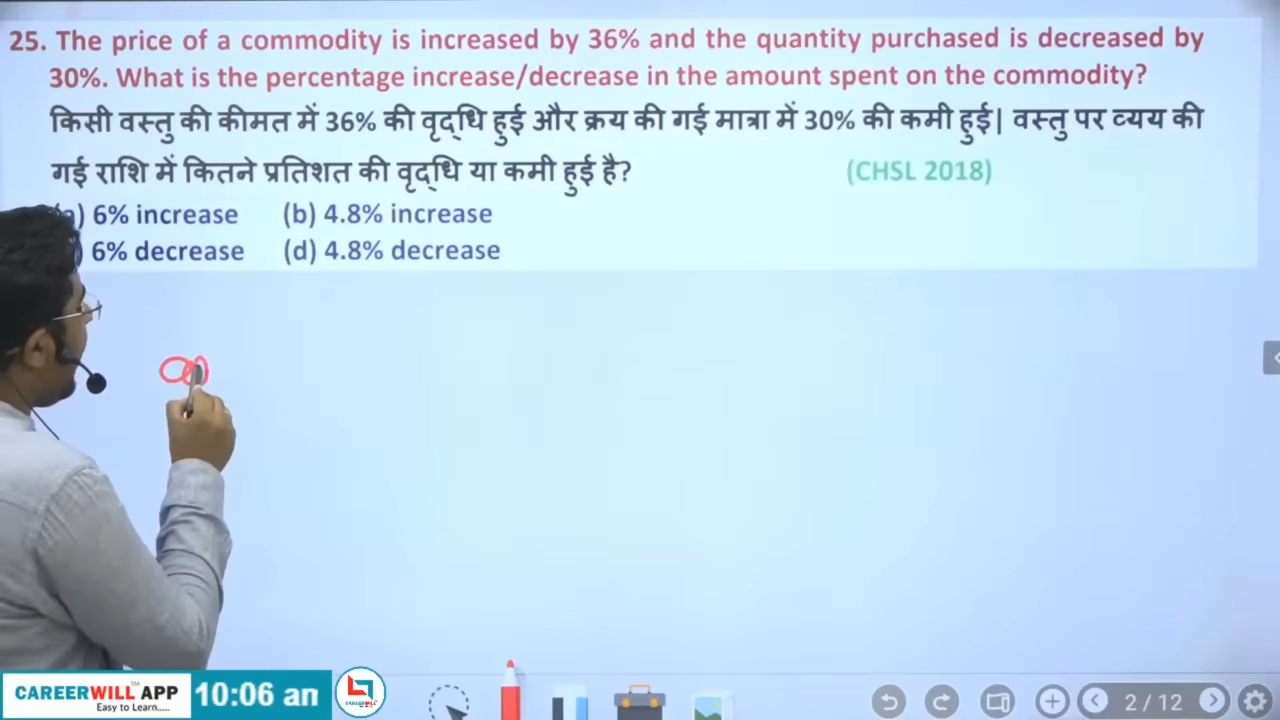 25. The price of a commodity is increased by 36% and the quantity purchased is decreased by
30%. What is the percentage increase/decrease in the amount spent on the commodity?
किसी वस्तु की कीमत में 36% की वृद्धि हुई और क्रय की गई मात्रा में 30% की कमी हुई| वस्तु पर व्यय की
गई राशि में कितने प्रतिशत की वृद्धि या कमी हुई है? (CHSL 2018)
) 6% increase (b) 4.8% increase
) 6% decrease (d) 4.8% decrease
CAREERWILL™ APP
Easy to Learn.....
10:06 an
CAREERWILL
2 / 12